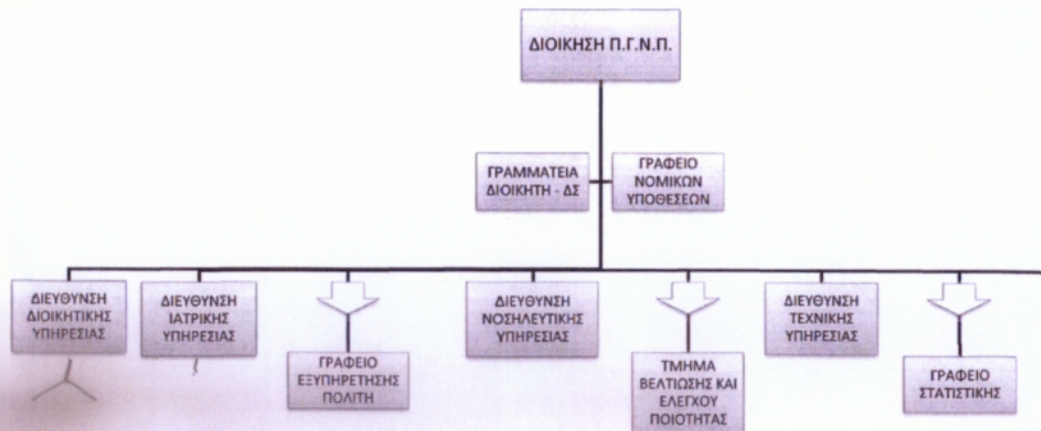 ΔΙΟΙΚΗΣΗ Π.Γ.Ν.Π.
ΓΡΑΜΜΑΤΕΙΑ
ΔΙΟΙΚΗΤΗ - ΔΣ
ΓΡΑΦΕΙΟ
ΝΟΜΙΚΩΝ
ΥΠΟΘΕΣΕΩΝ
ΔΙΕΥΘΥΝΣΗ
ΔΙΟΙΚΗΤΙΚΗΣ
ΥΠΗΡΕΣΙΑΣ
ΔΙΕΥΘΥΝΣΗ
ΙΑΤΡΙΚΗΣ
ΥΠΗΡΕΣΙΑΣ
ΓΡΑΦΕΙΟ
ΕΞΥΠΗΡΕΤΗΣΗΣ
ΠΟΛΙΤΗ
ΔΙΕΥΘΥΝΣΗ
ΝΟΣΗΛΕΥΤΙΚΗΣ
ΥΠΗΡΕΣΙΑΣ
ΤΜΗΜΑ
ΒΕΛΤΙΩΣΗΣ ΚΑΙ
ΕΛΕΓΧΟΥ
ΠΟΙΟΤΗΤΑΣ
ΔΙΕΥΘΥΝΣΗ
ΤΕΧΝΙΚΗΣ
ΥΠΗΡΕΣΙΑΣ
ΓΡΑΦΕΙΟ
ΣΤΑΤΙΣΤΙΚΗΣ